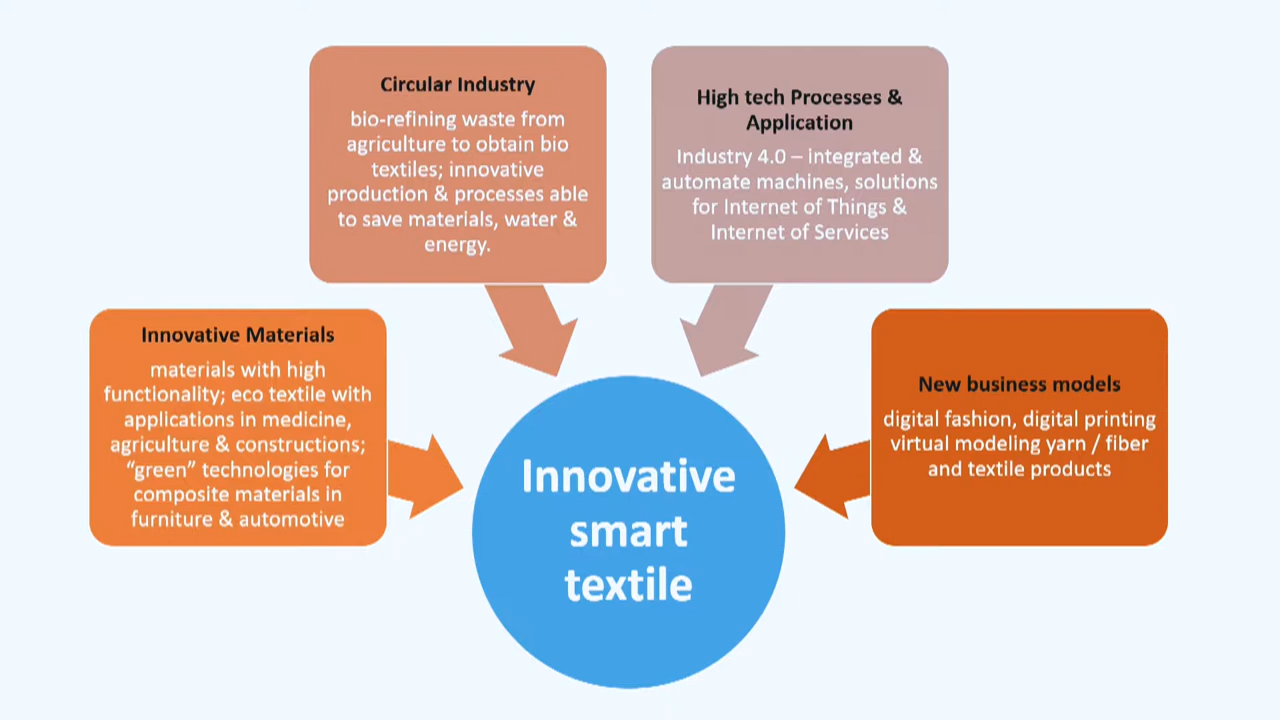 Circular Industry
bio-refining waste from
agriculture to obtain bio
textiles; innovative
production & processes able
to save materials, water &
energy.
High tech Processes &
Application
Industry 4.0 – integrated &
automate machines, solutions
for Internet of Things &
Internet of Services
Innovative Materials
materials with high
functionality; eco textile with
applications in medicine,
agriculture & constructions;
“green” technologies for
composite materials in
furniture & automotive
New business models
digital fashion, digital printing
virtual modeling yarn / fiber
and textile products
Innovative
smart
textile